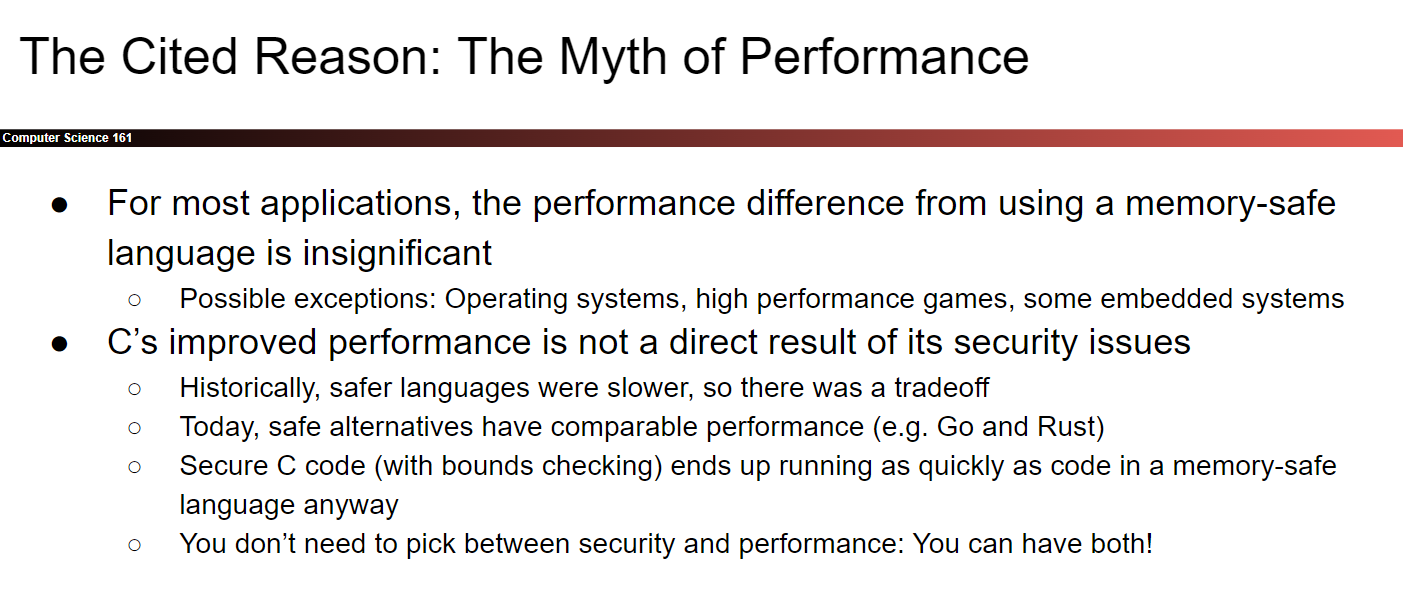 The Cited Reason: The Myth of Performance
Computer Science 161
● For most applications, the performance difference from using a memory-safe
language is insignificant
○ Possible exceptions: Operating systems, high performance games, some embedded systems
● C’s improved performance is not a direct result of its security issues
○ Historically, safer languages were slower, so there was a tradeoff
○ Today, safe alternatives have comparable performance (e.g. Go and Rust)
○ Secure C code (with bounds checking) ends up running as quickly as code in a memory-safe
language anyway
○ You don’t need to pick between security and performance: You can have both!